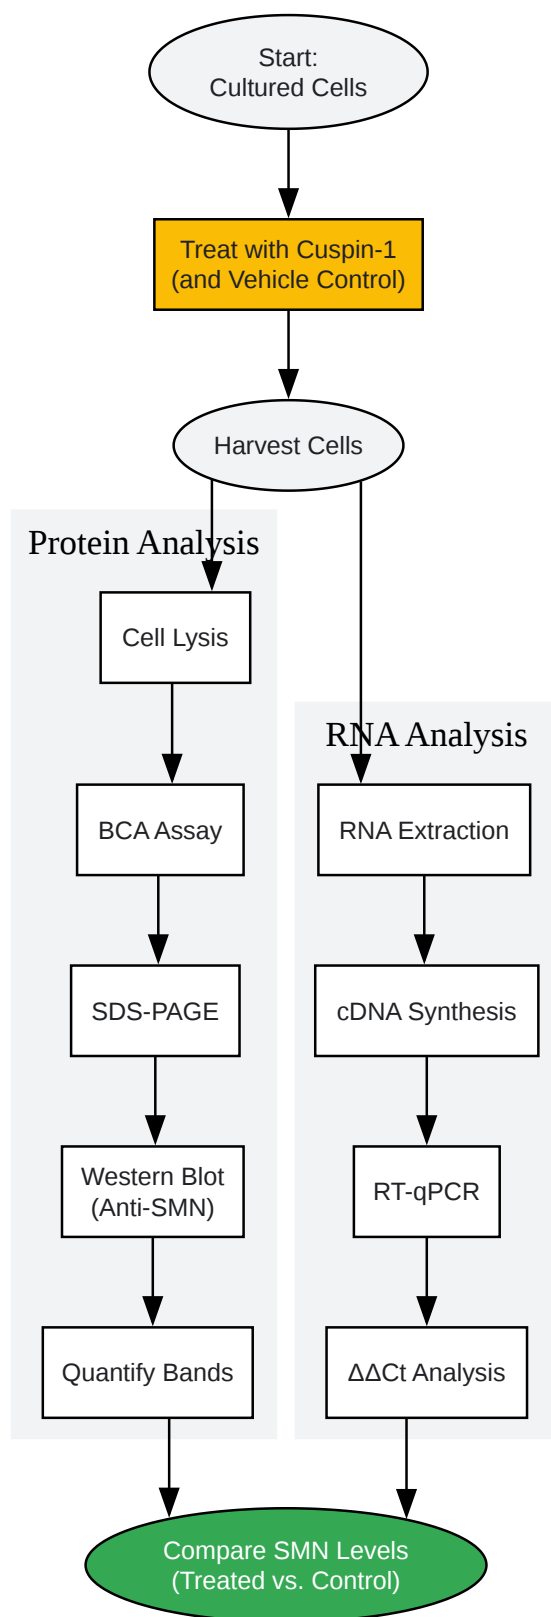 Start:
Cultured Cells
Treat with Cuspin-1
(and Vehicle Control)
Harvest Cells
Protein Analysis
Cell Lysis
BCA Assay
SDS-PAGE
Western Blot
(Anti-SMN)
Quantify Bands
RNA Analysis
RNA Extraction
cDNA Synthesis
RT-qPCR
ΔΔCt Analysis
Compare SMN Levels
(Treated vs. Control)